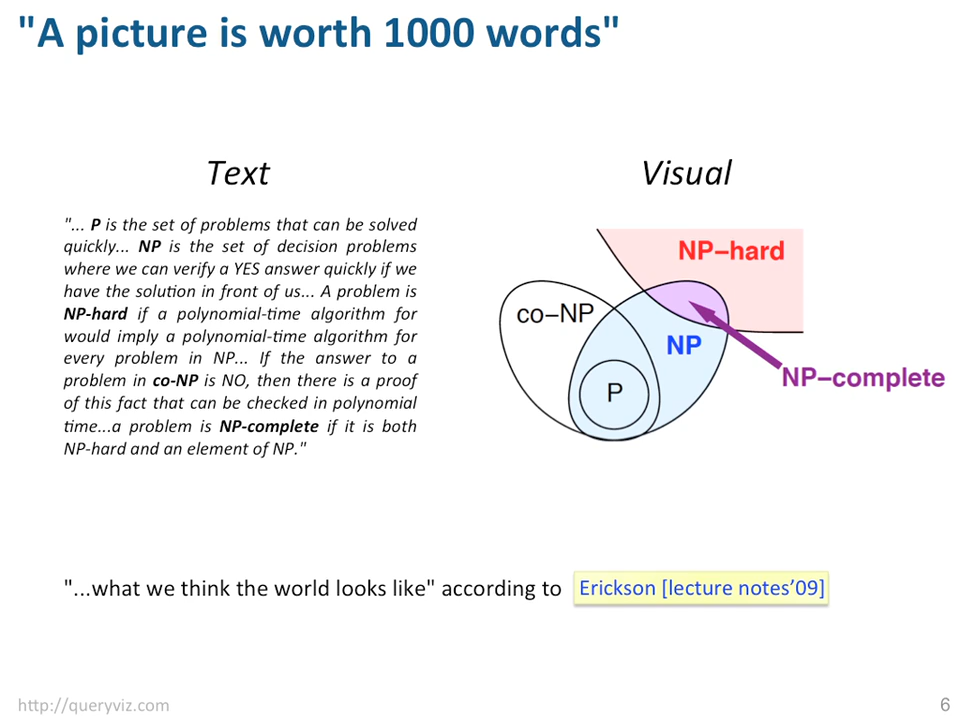 "A picture is worth 1000 words"
Text
"... P is the set of problems that can be solved
quickly... NP is the set of decision problems
where we can verify a YES answer quickly if we
have the solution in front of us... A problem is
NP-hard if a polynomial-time algorithm for
would imply a polynomial-time algorithm for
every problem in NP... If the answer to a
problem in co-NP is NO, then there is a proof
of this fact that can be checked in polynomial
time...a problem is NP-complete if it is both
NP-hard and an element of NP."
Visual
NP–hard
co–NP
NP
P
NP–complete
"...what we think the world looks like" according to Erickson [lecture notes’09]
http://queryviz.com
6